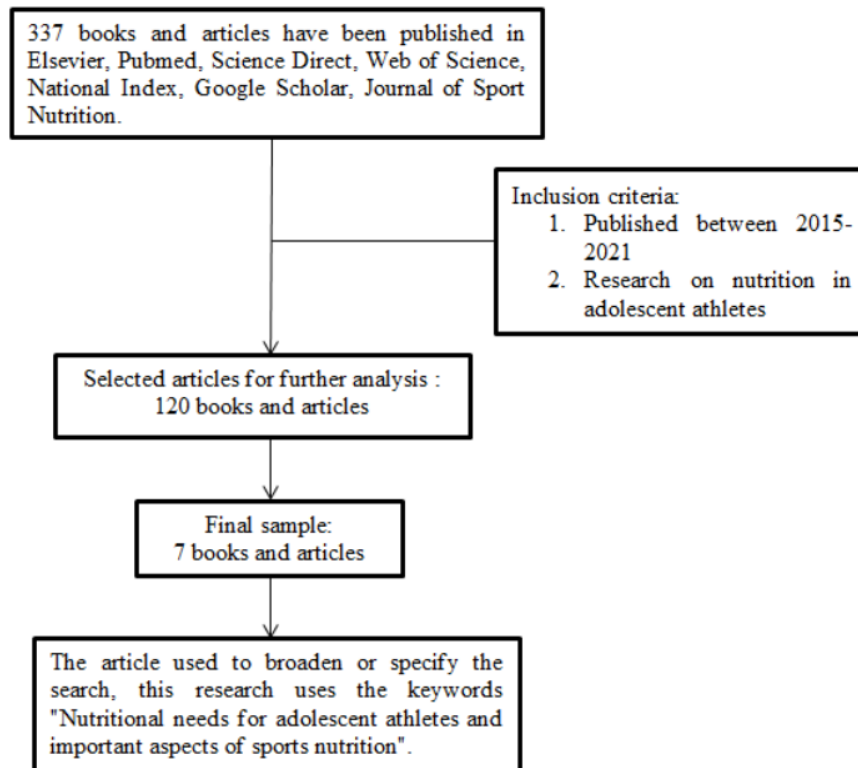 337 books and articles have been published in
Elsevier, Pubmed, Science Direct, Web of Science,
National Index, Google Scholar, Journal of Sport
Nutrition.
Inclusion criteria:
1. Published between 2015-
2021
2. Research on nutrition in
adolescent athletes
Selected articles for further analysis :
120 books and articles
Final sample:
7 books and articles
The article used to broaden or specify the
search, this research uses the keywords
"Nutritional needs for adolescent athletes and
important aspects of sports nutrition".